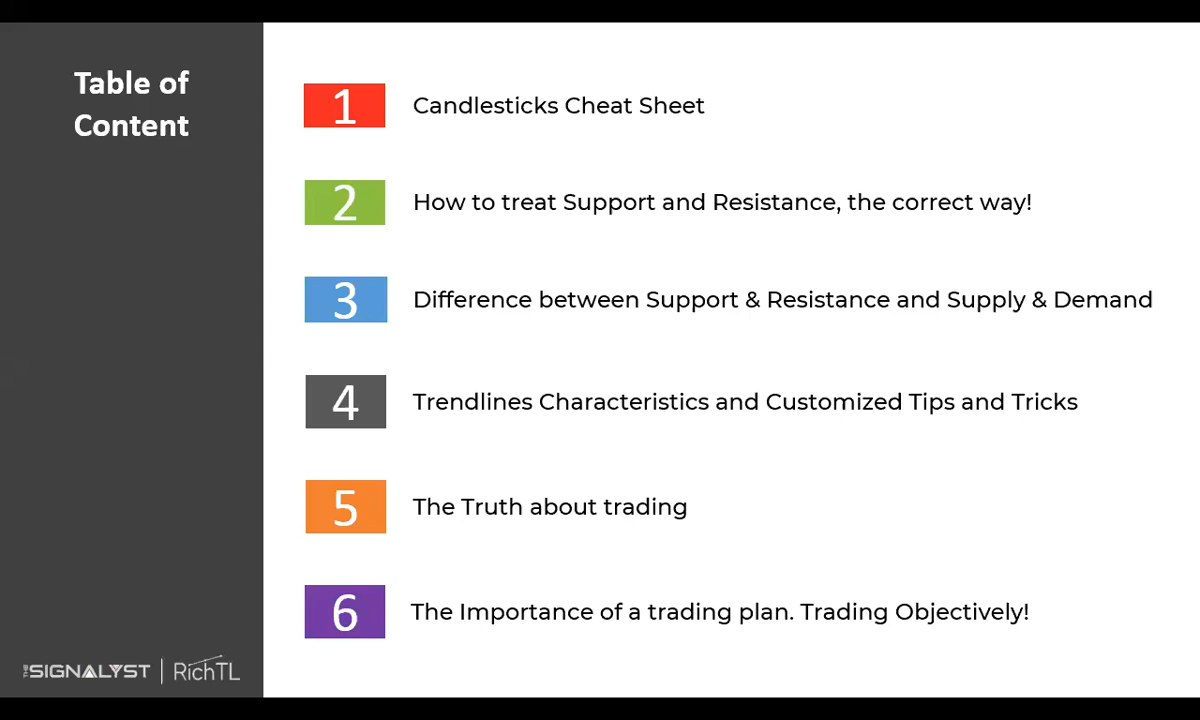 Table of
Content
1 Candlesticks Cheat Sheet
2 How to treat Support and Resistance, the correct way!
3 Difference between Support & Resistance and Supply & Demand
4 Trendlines Characteristics and Customized Tips and Tricks
5 The Truth about trading
6 The Importance of a trading plan. Trading Objectively!
THE SIGNALYST | RichTL